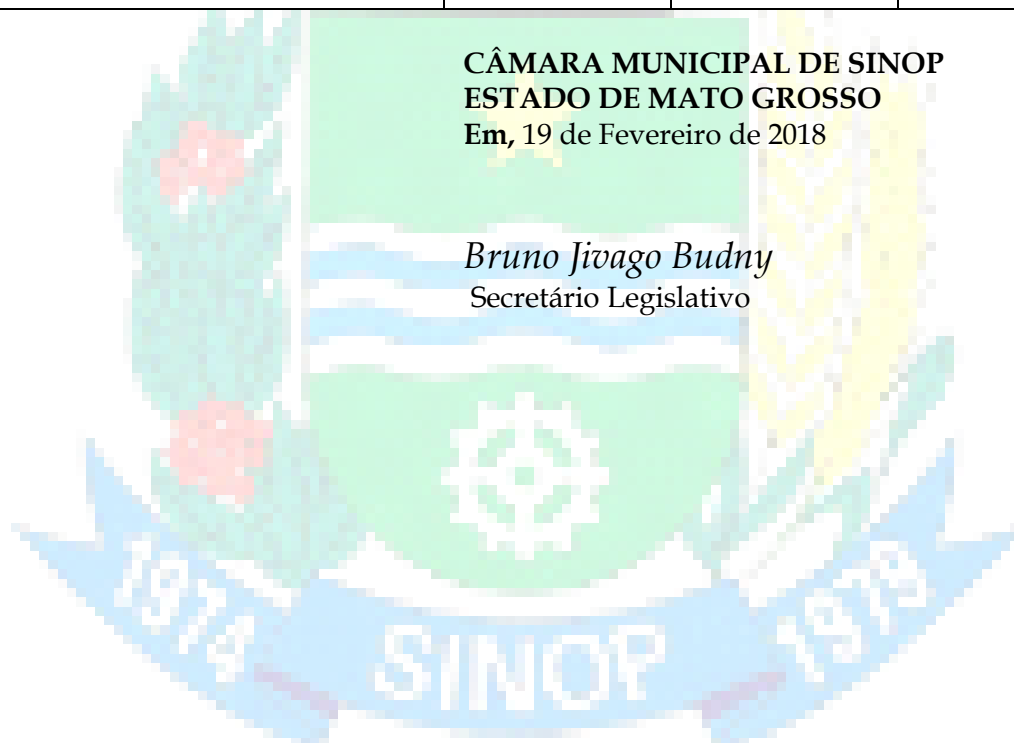 CÂMARA MUNICIPAL DE SINOP
ESTADO DE MATO GROSSO
Em, 19 de Fevereiro de 2018
Bruno Jivago Budny
Secretário Legislativo
1974 SINOP 1979